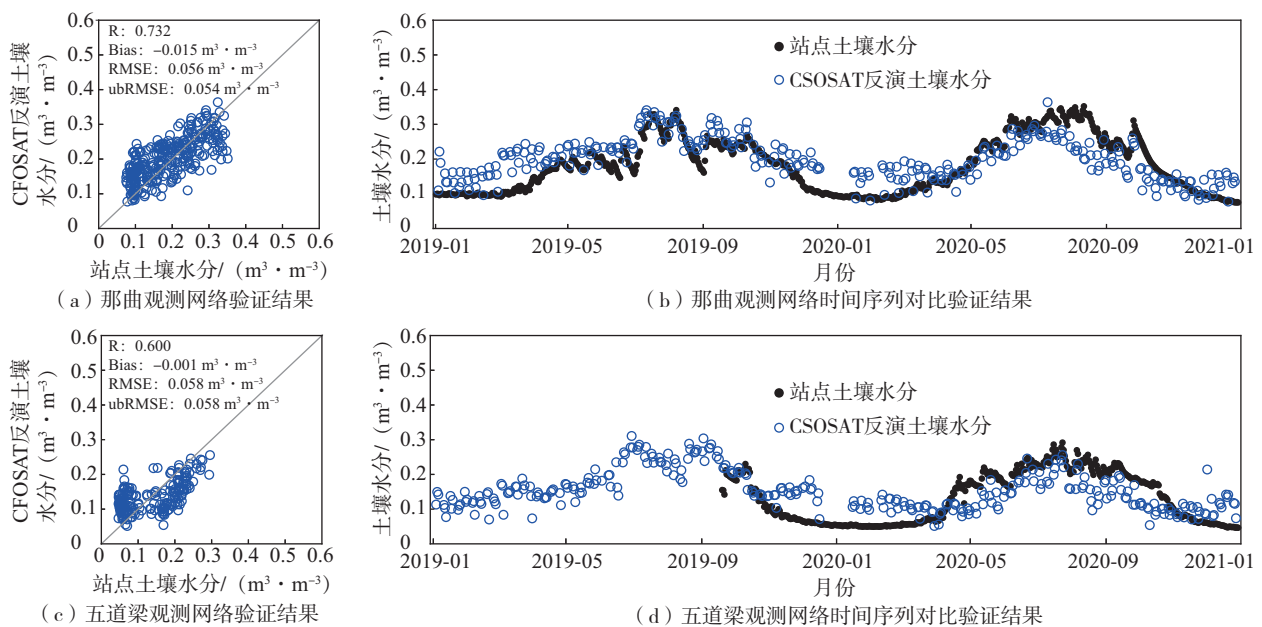 0.6
0.5
0.4
0.3
0.2
0.1
0
CFOSAT反演土壤
水分/（m³・m⁻³）
R：0.732
Bias：-0.015 m³・m⁻³
RMSE：0.056 m³・m⁻³
ubRMSE：0.054 m³・m⁻³
0 0.1 0.2 0.3 0.4 0.5 0.6
站点土壤水分/（m³・m⁻³）
（a）那曲观测网络验证结果
0.6
0.5
0.4
0.3
0.2
0.1
0
土壤水分/（m³・m⁻³）
站点土壤水分
CSOSAT反演土壤水分
2019-01 2019-05 2019-09 2020-01 2020-05 2020-09 2021-01
月份
（b）那曲观测网络时间序列对比验证结果
0.6
0.5
0.4
0.3
0.2
0.1
0
CFOSAT反演土壤
水分/（m³・m⁻³）
R：0.600
Bias：-0.001 m³・m⁻³
RMSE：0.058 m³・m⁻³
ubRMSE：0.058 m³・m⁻³
0 0.1 0.2 0.3 0.4 0.5 0.6
站点土壤水分/（m³・m⁻³）
（c）五道梁观测网络验证结果
0.6
0.5
0.4
0.3
0.2
0.1
0
土壤水分/（m³・m⁻³）
站点土壤水分
CSOSAT反演土壤水分
2019-01 2019-05 2019-09 2020-01 2020-05 2020-09 2021-01
月份
（d）五道梁观测网络时间序列对比验证结果